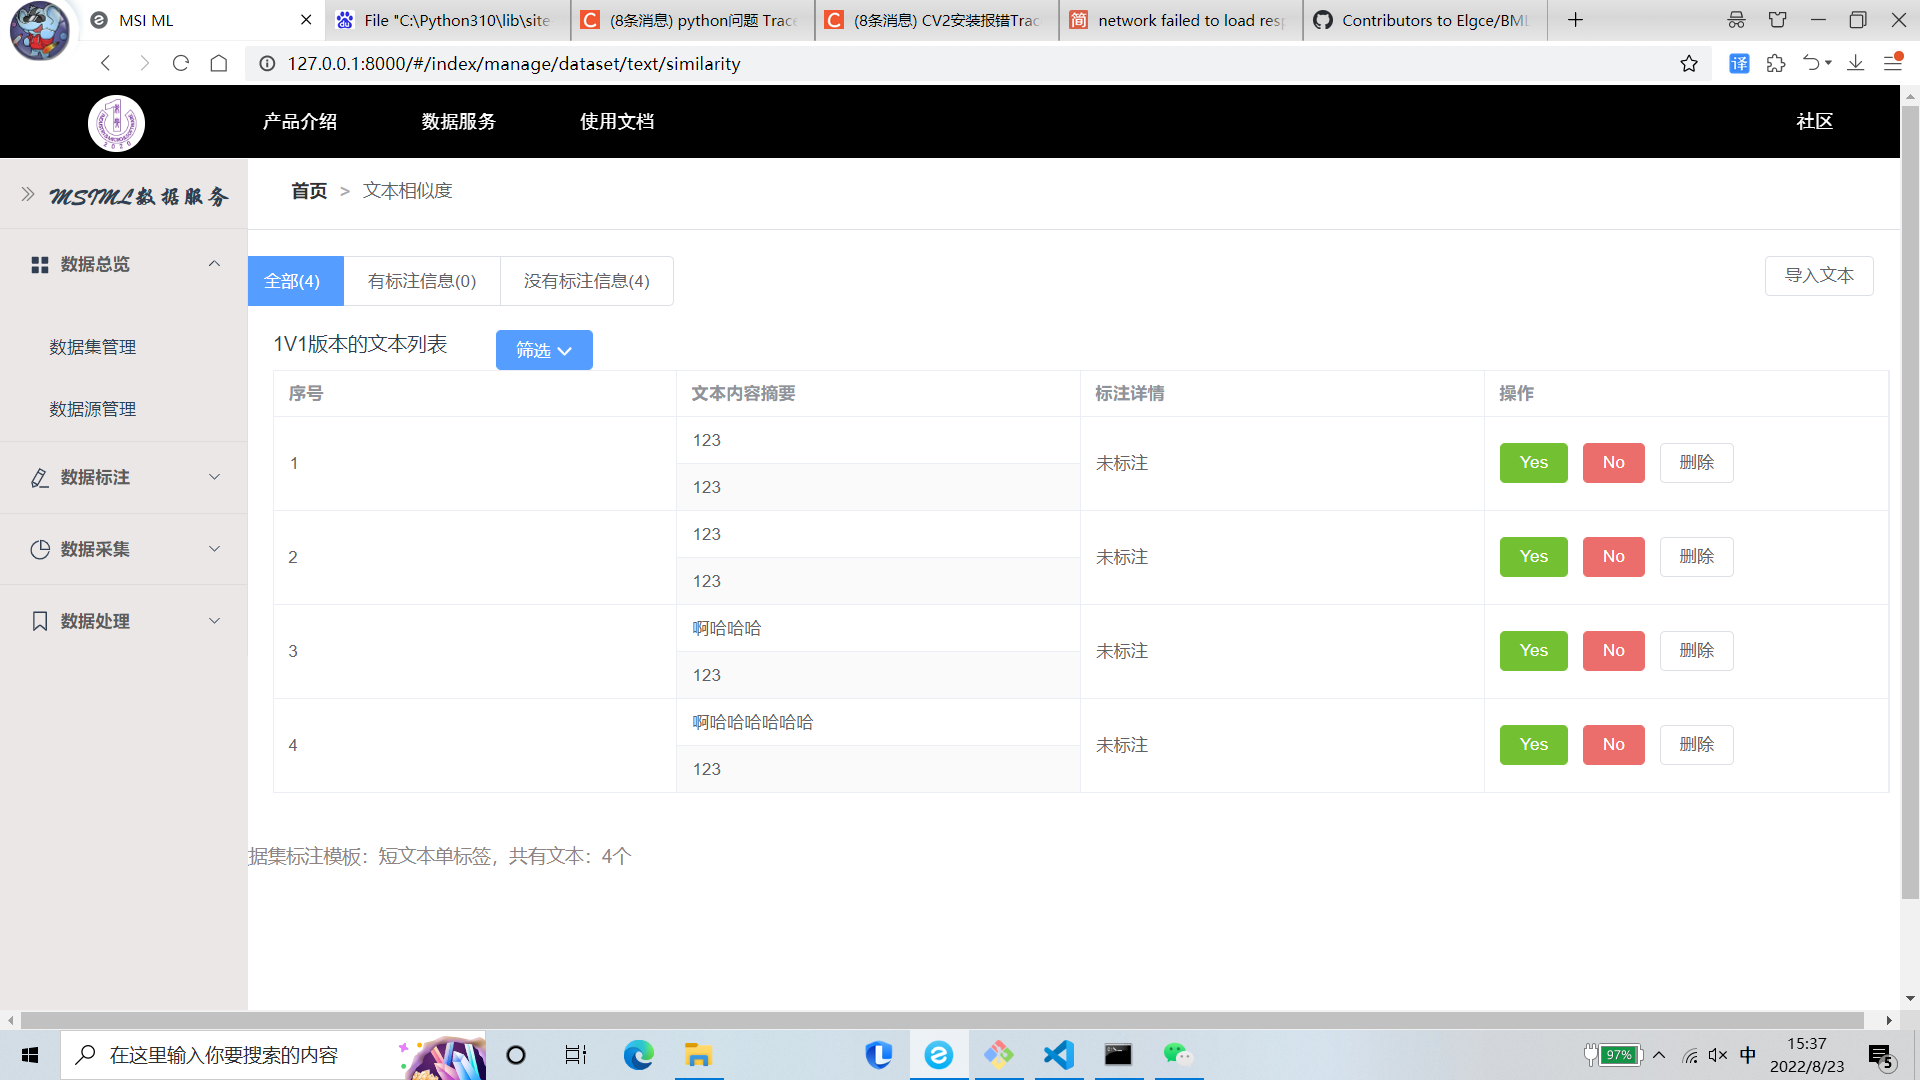 MSI ML
File "C:\Python310\lib\site
(8条消息) python问题 Trace
(8条消息) CV2安装报错Trac
network failed to load resp
Contributors to Elgce/BML
127.0.0.1:8000/#/index/manage/dataset/text/similarity
译
产品介绍
数据服务
使用文档
社区
MSIML数据服务
首页 > 文本相似度
数据总览
数据集管理
数据源管理
数据标注
数据采集
数据处理
全部(4)
有标注信息(0)
没有标注信息(4)
导入文本
1V1版本的文本列表
筛选
序号 文本内容摘要 标注详情 操作
1
123
123
未标注
Yes No 删除
2
123
123
未标注
Yes No 删除
3
啊哈哈哈
123
未标注
Yes No 删除
4
啊哈哈哈哈哈哈
123
未标注
Yes No 删除
据集标注模板：短文本单标签，共有文本：4个
在这里输入你要搜索的内容
97%
中
15:37
2022/8/23
5